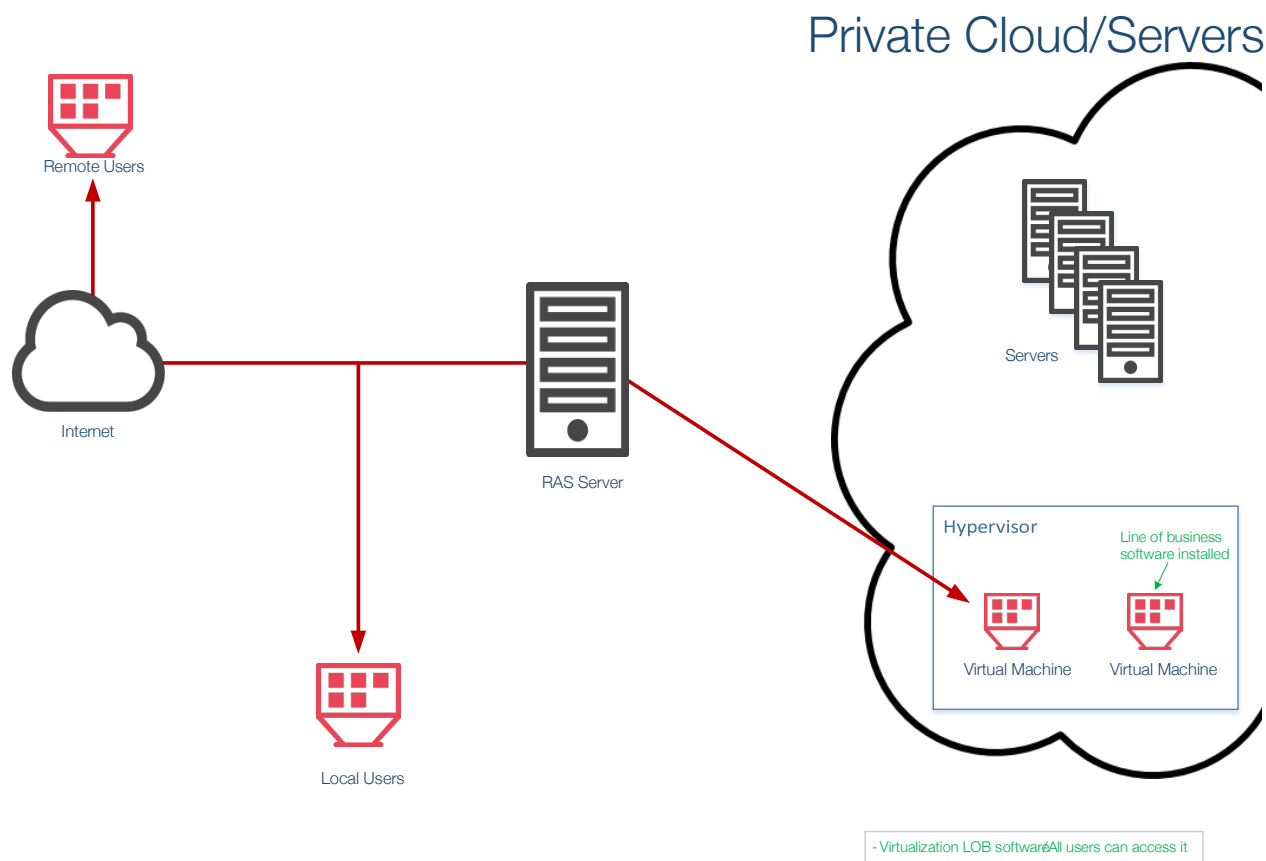 Private Cloud/Servers
Remote Users
Internet
RAS Server
Servers
Hypervisor
Line of business
software installed
Virtual Machine
Virtual Machine
Local Users
- Virtualization LOB software/All users can access it